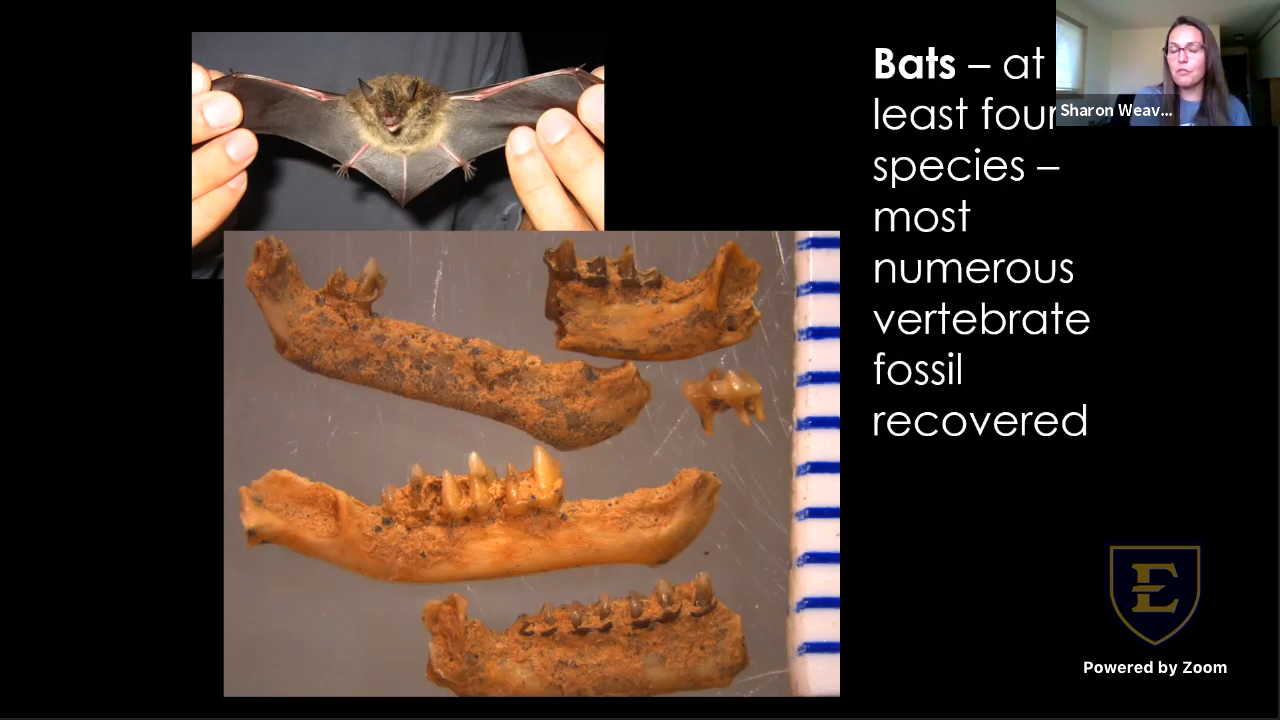 Bats – at
least four
species –
most
numerous
vertebrate
fossil
recovered
Sharon Weav...
E
Powered by Zoom